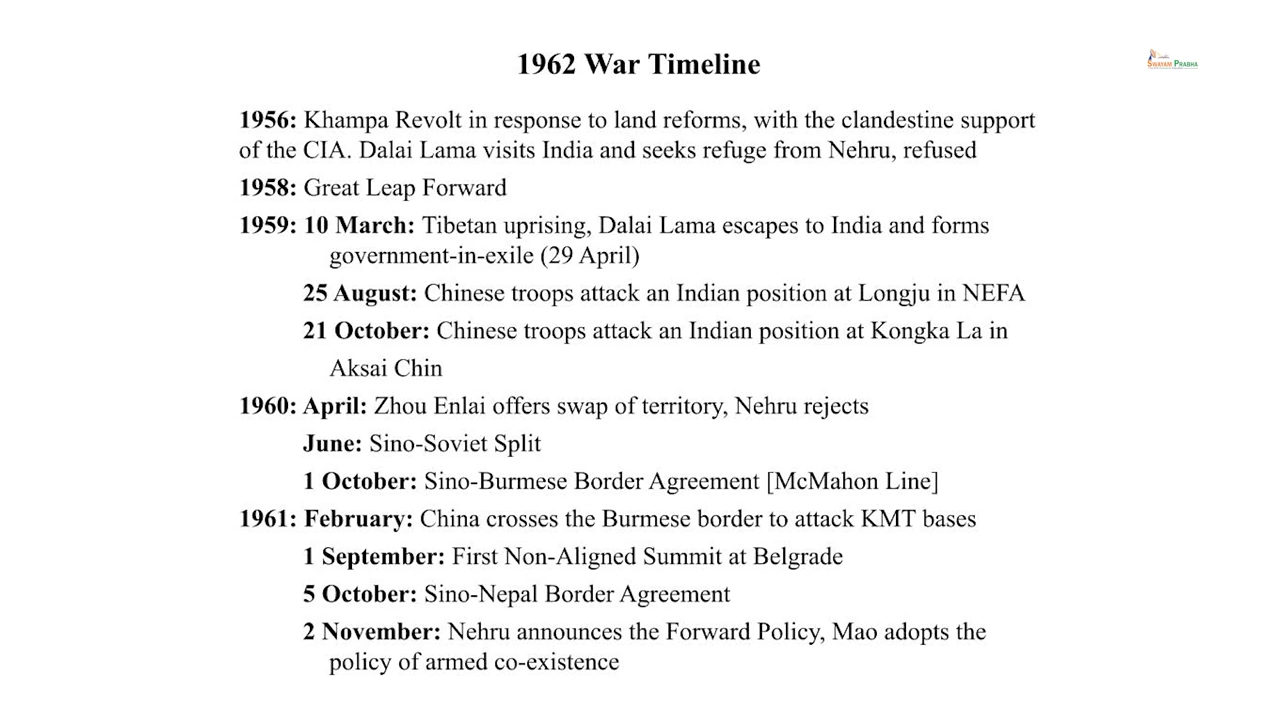 1962 War Timeline
SWAYAM PRABHA
1956: Khampa Revolt in response to land reforms, with the clandestine support
of the CIA. Dalai Lama visits India and seeks refuge from Nehru, refused
1958: Great Leap Forward
1959: 10 March: Tibetan uprising, Dalai Lama escapes to India and forms
government-in-exile (29 April)
25 August: Chinese troops attack an Indian position at Longju in NEFA
21 October: Chinese troops attack an Indian position at Kongka La in
Aksai Chin
1960: April: Zhou Enlai offers swap of territory, Nehru rejects
June: Sino-Soviet Split
1 October: Sino-Burmese Border Agreement [McMahon Line]
1961: February: China crosses the Burmese border to attack KMT bases
1 September: First Non-Aligned Summit at Belgrade
5 October: Sino-Nepal Border Agreement
2 November: Nehru announces the Forward Policy, Mao adopts the
policy of armed co-existence